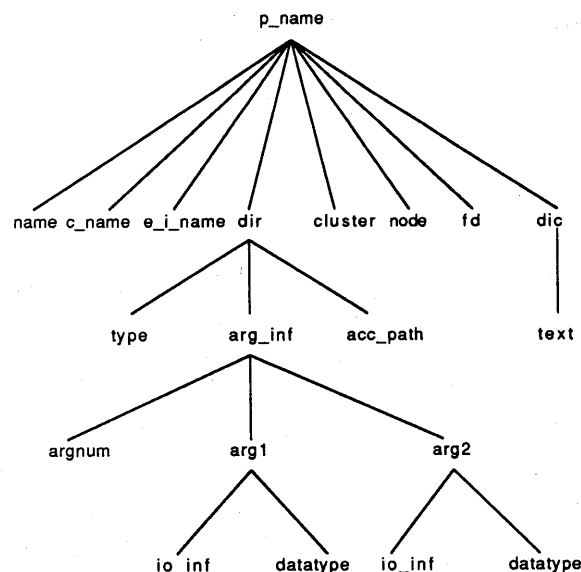 p_name
name c_name e_i_name dir cluster node fd dic
type arg_inf acc_path text
argnum arg1 arg2
io_inf datatype io_inf datatype